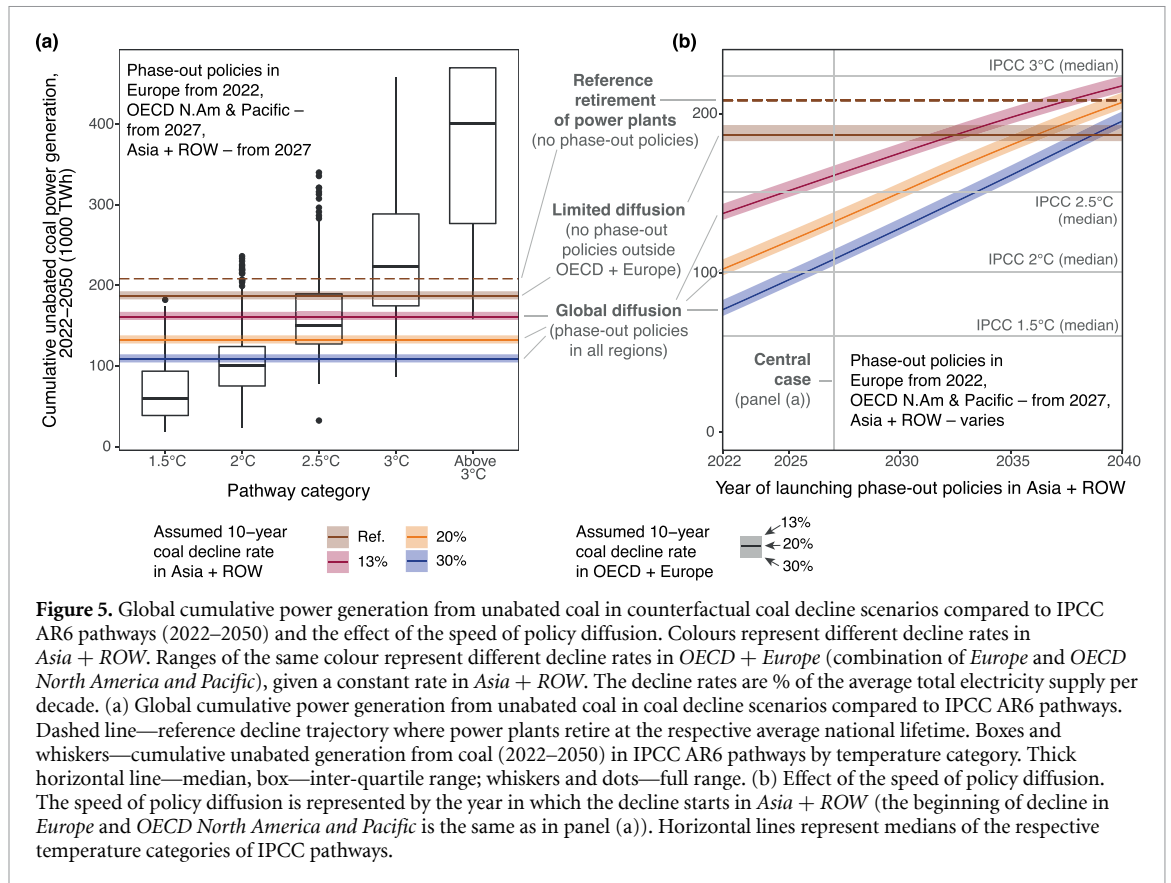 (a)
Cumulative unabated coal power generation,
2022−2050 (1000 TWh)
400
300
200
100
0
Phase-out policies in
Europe from 2022,
OECD N.Am & Pacific –
from 2027,
Asia + ROW – from 2027
1.5°C
2°C
2.5°C
3°C
Above
3°C
Pathway category
Reference
retirement
of power plants
(no phase-out policies)
Limited diffusion
(no phase-out
policies outside
OECD + Europe)
Global diffusion
(phase-out policies
in all regions)
(b)
200
100
0
IPCC 3°C (median)
IPCC 2.5°C
(median)
IPCC 2°C (median)
IPCC 1.5°C (median)
Central
case
(panel (a))
Phase-out policies in
Europe from 2022,
OECD N.Am & Pacific – from 2027,
Asia + ROW – varies
2022
2025
2030
2035
2040
Year of launching phase-out policies in Asia + ROW
Assumed 10−year
coal decline rate
in Asia + ROW
Ref.
20%
13%
30%
Assumed 10−year
coal decline rate
in OECD + Europe
13%
20%
30%
Figure 5. Global cumulative power generation from unabated coal in counterfactual coal decline scenarios compared to IPCC
AR6 pathways (2022–2050) and the effect of the speed of policy diffusion. Colours represent different decline rates in
Asia + ROW. Ranges of the same colour represent different decline rates in OECD + Europe (combination of Europe and OECD
North America and Pacific), given a constant rate in Asia + ROW. The decline rates are % of the average total electricity supply per
decade. (a) Global cumulative power generation from unabated coal in coal decline scenarios compared to IPCC AR6 pathways.
Dashed line—reference decline trajectory where power plants retire at the respective average national lifetime. Boxes and
whiskers—cumulative unabated generation from coal (2022–2050) in IPCC AR6 pathways by temperature category. Thick
horizontal line—median, box—inter-quartile range; whiskers and dots—full range. (b) Effect of the speed of policy diffusion.
The speed of policy diffusion is represented by the year in which the decline starts in Asia + ROW (the beginning of decline in
Europe and OECD North America and Pacific is the same as in panel (a)). Horizontal lines represent medians of the respective
temperature categories of IPCC pathways.